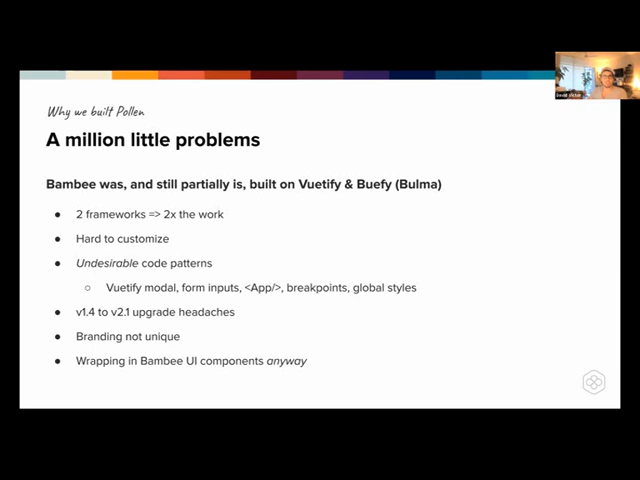 Why we built Pollen
A million little problems
Bambee was, and still partially is, built on Vuetify & Buefy (Bulma)
● 2 frameworks => 2x the work
● Hard to customize
● Undesirable code patterns
○ Vuetify modal, form inputs, <App/>, breakpoints, global styles
● v1.4 to v2.1 upgrade headaches
● Branding not unique
● Wrapping in Bambee UI components anyway
David